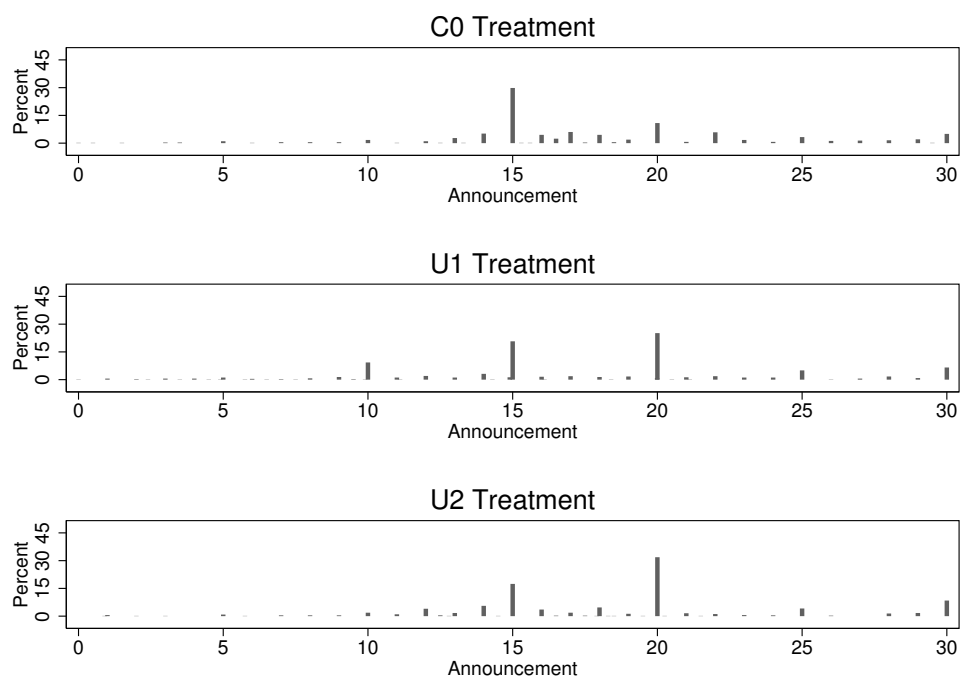 C0 Treatment
Percent
0 15 30 45
0 5 10 15 20 25 30
Announcement
U1 Treatment
Percent
0 15 30 45
0 5 10 15 20 25 30
Announcement
U2 Treatment
Percent
0 15 30 45
0 5 10 15 20 25 30
Announcement